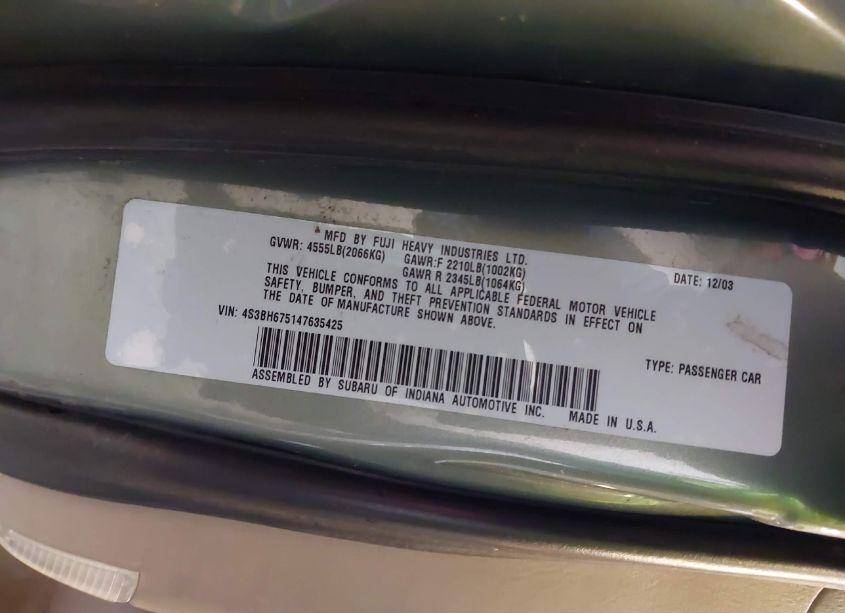 MFD BY FUJI HEAVY INDUSTRIES LTD.
GVWR: 4555LB(2066KG) GAWR:F 2210LB(1002KG) DATE: 12/03
GAWR R 2345LB(1064KG)
THIS VEHICLE CONFORMS TO ALL APPLICABLE FEDERAL MOTOR VEHICLE
SAFETY, BUMPER, AND THEFT PREVENTION STANDARDS IN EFFECT ON
THE DATE OF MANUFACTURE SHOWN ABOVE.
VIN: 4S3BH675147635425 TYPE: PASSENGER CAR
ASSEMBLED BY SUBARU OF INDIANA AUTOMOTIVE INC. MADE IN U.S.A.